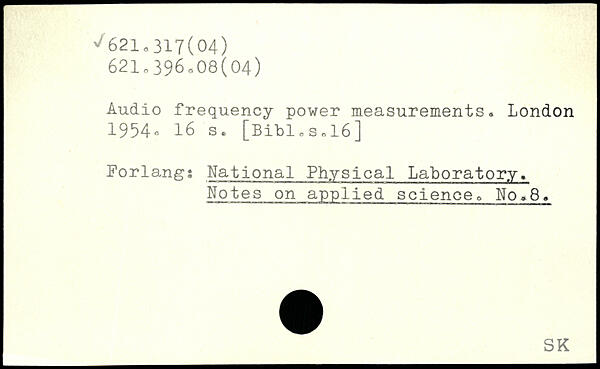 ✓621.317(04)
621.396.08(04)
Audio frequency power measurements. London
1954. 16 s. [Bibl.s.16]
Forlang: National Physical Laboratory.
Notes on applied science. No.8.
SK